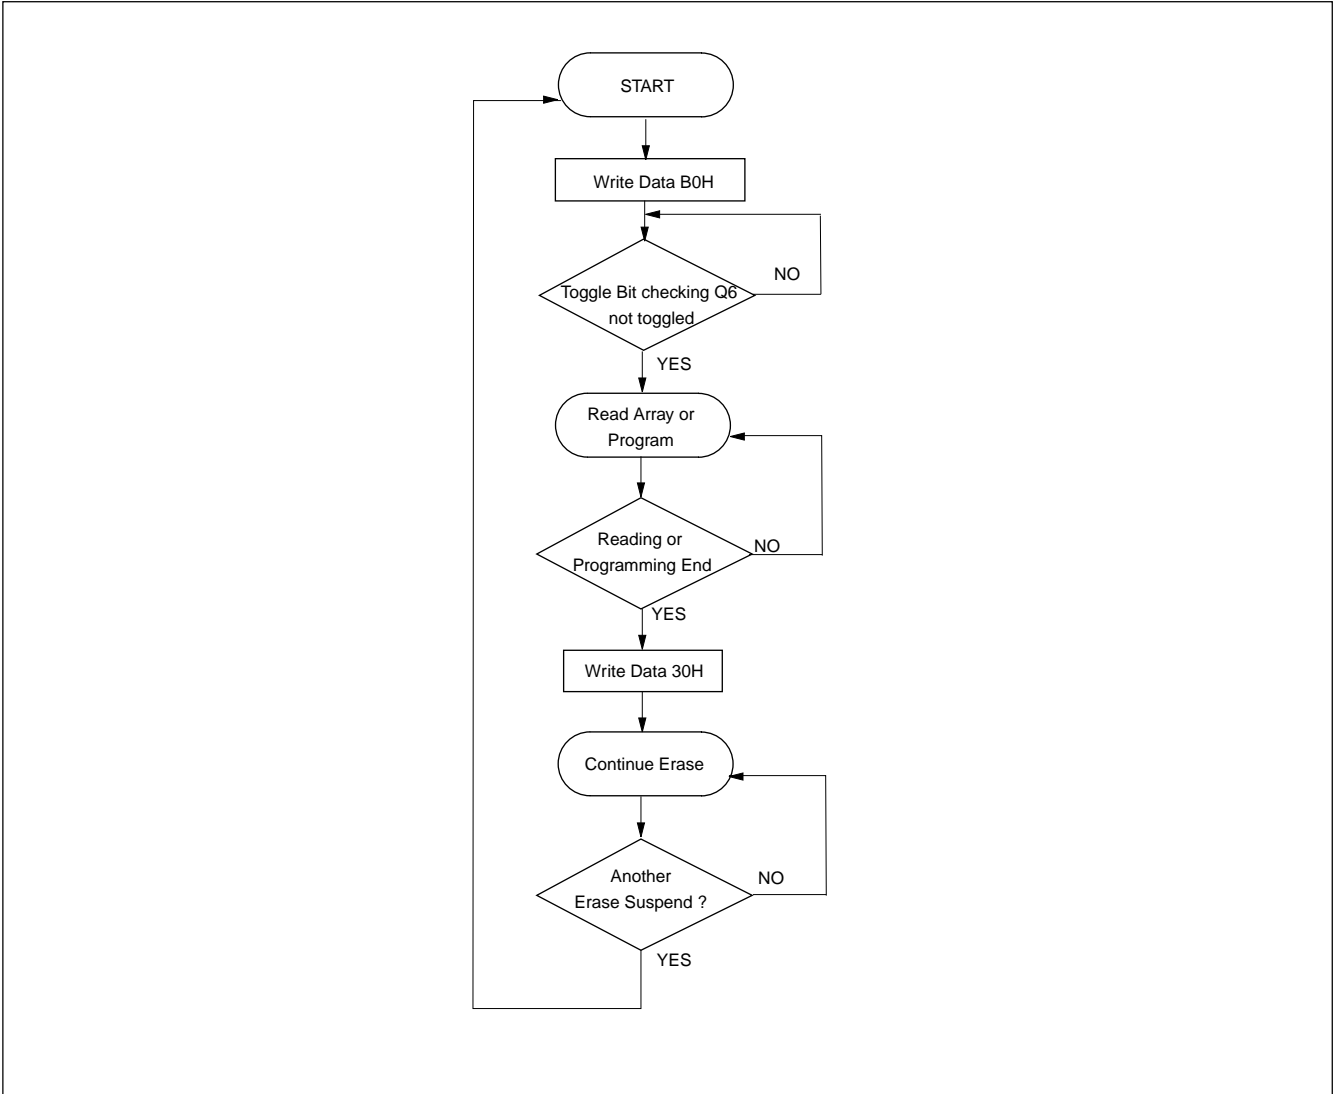 START
Write Data B0H
NO
Toggle Bit checking Q6
not toggled
YES
Read Array or
Program
Reading or
NO
Programming End
YES
Write Data 30H
Continue Erase
Another
NO
Erase Suspend ?
YES